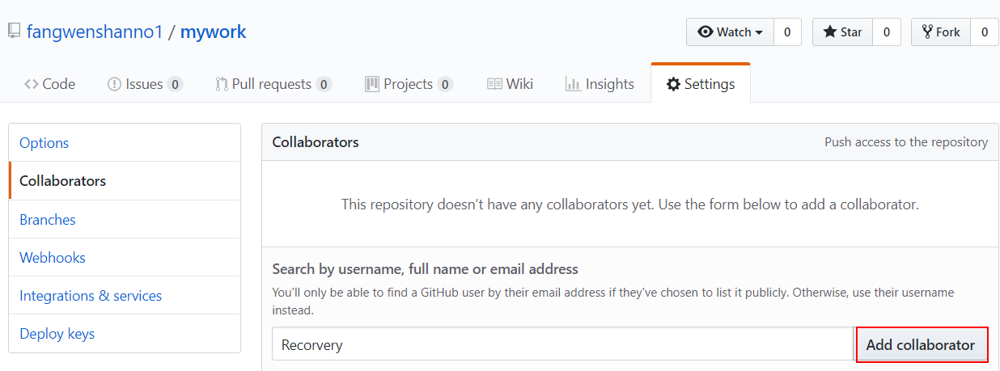 fangwenshanno1 / mywork
Watch 0 Star 0 Fork 0
Code Issues 0 Pull requests 0 Projects 0 Wiki Insights Settings
Options
Collaborators
Branches
Webhooks
Integrations & services
Deploy keys
Collaborators Push access to the repository
This repository doesn't have any collaborators yet. Use the form below to add a collaborator.
Search by username, full name or email address
You'll only be able to find a GitHub user by their email address if they've chosen to list it publicly. Otherwise, use their username
instead.
Recorvery Add collaborator